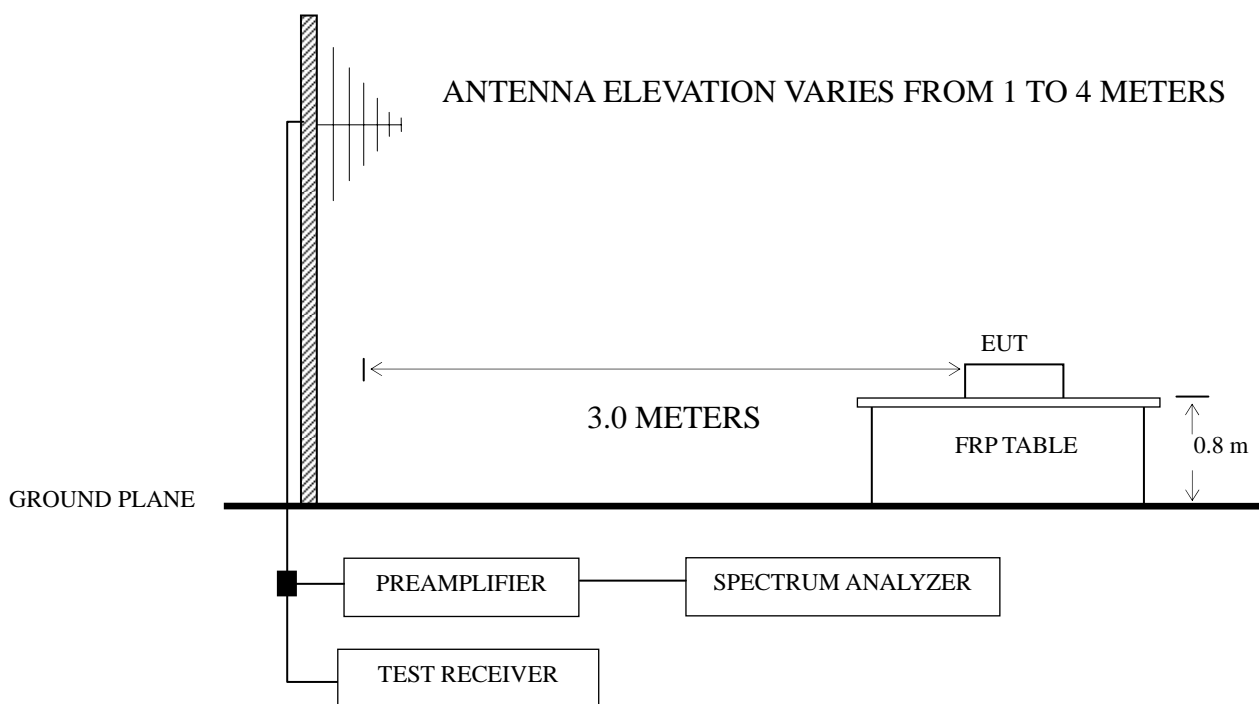 ANTENNA ELEVATION VARIES FROM 1 TO 4 METERS
EUT
3.0 METERS
FRP TABLE
0.8 m
GROUND PLANE
PREAMPLIFIER
SPECTRUM ANALYZER
TEST RECEIVER